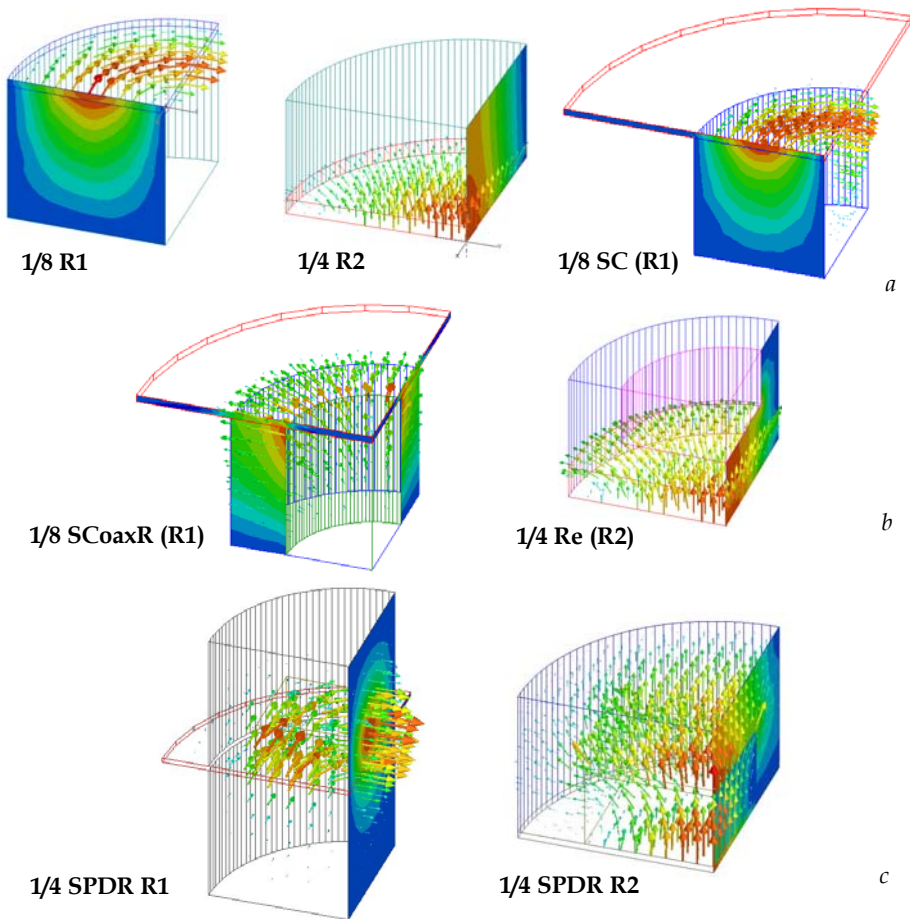 1/8 R1
1/4 R2
1/8 SC (R1)
a
1/8 SCoaxR (R1)
1/4 Re (R2)
b
1/4 SPDR R1
1/4 SPDR R2
c